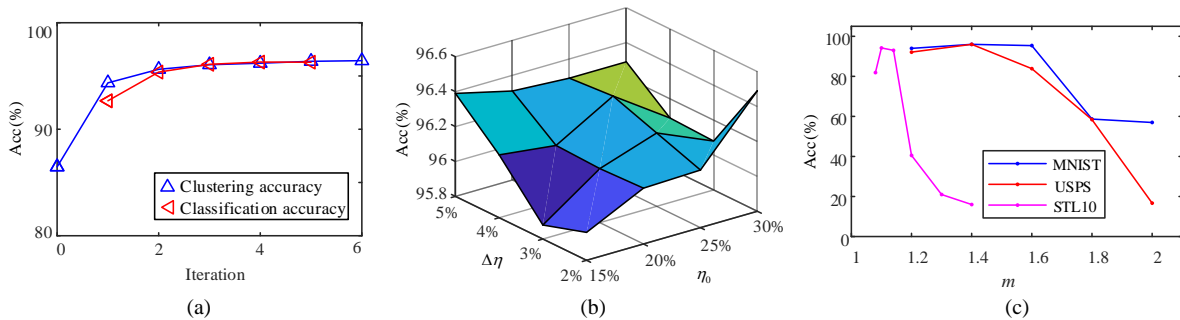 100
90
80
Acc(%)
0 2 4 6
Iteration
Clustering accuracy
Classification accuracy
(a)
96.6
96.4
96.2
96
95.8
Acc(%)
5%
4%
3%
2%
Δη
15%
20%
25%
30%
η₀
(b)
100
80
60
40
20
0
Acc(%)
1 1.2 1.4 1.6 1.8 2
m
MNIST
USPS
STL10
(c)